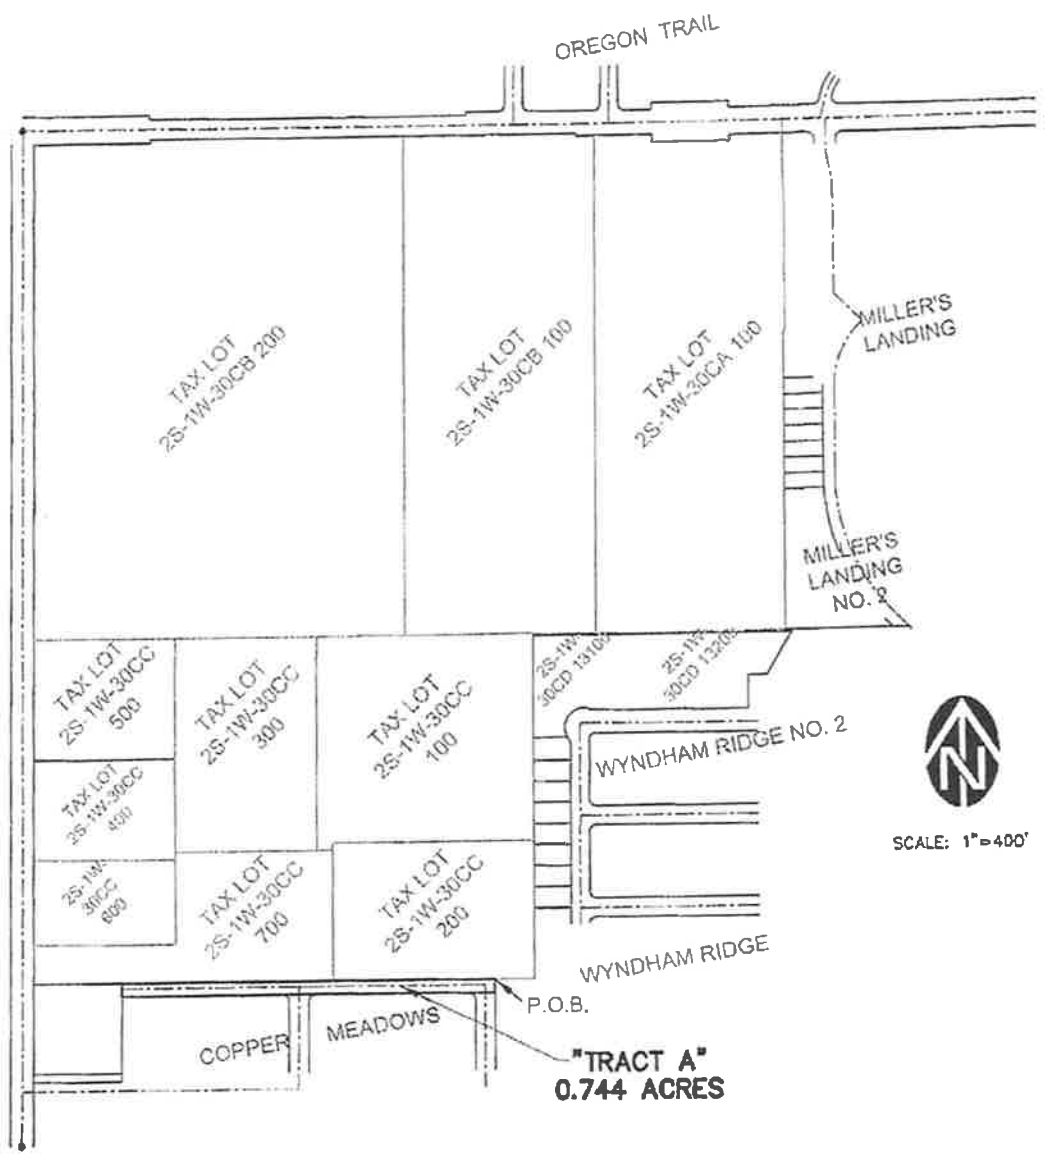 OREGON TRAIL
TAX LOT
2S-1W-30CB 200
TAX LOT
2S-1W-30CB 100
TAX LOT
2S-1W-30CA 100
MILLER'S
LANDING
MILLER'S
LANDING
NO. 2
TAX LOT
2S-1W-30CC
500
TAX LOT
2S-1W-30CC
300
TAX LOT
2S-1W-30CC
100
2S-1W-
30CD 13100
2S-1W-
30CD 13205
TAX LOT
2S-1W-30CC
400
2S-1W-
30CC
600
TAX LOT
2S-1W-30CC
700
TAX LOT
2S-1W-30CC
200
WYNDHAM RIDGE NO. 2
N
SCALE: 1"=400'
WYNDHAM RIDGE
P.O.B.
COPPER MEADOWS
"TRACT A"
0.744 ACRES